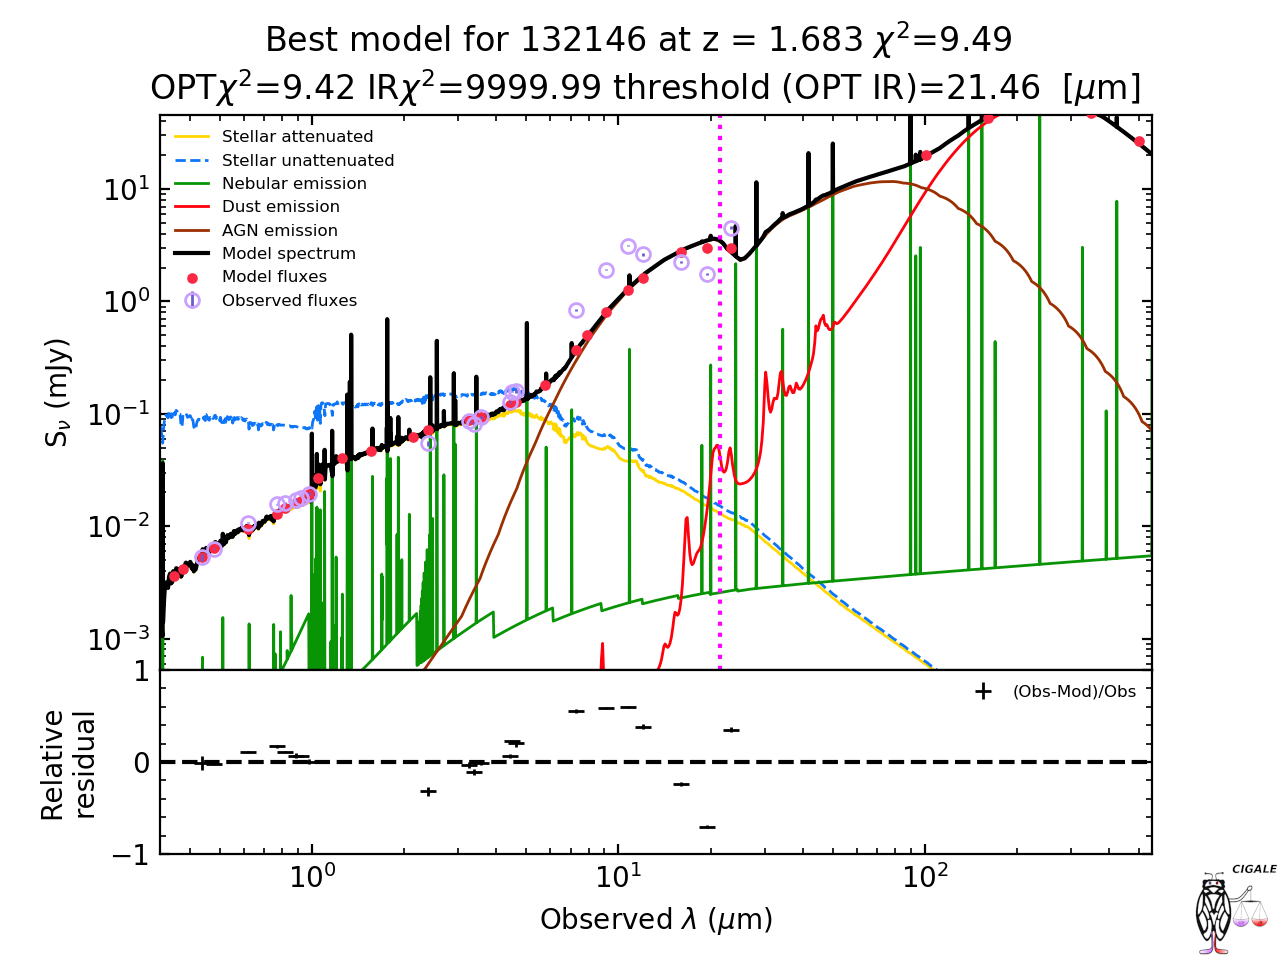 Best model for 132146 at z = 1.683 χ²=9.49
OPTχ²=9.42 IRχ²=9999.99 threshold (OPT IR)=21.46 [μm]
Stellar attenuated
Stellar unattenuated
Nebular emission
Dust emission
AGN emission
Model spectrum
Model fluxes
Observed fluxes
S_ν (mJy)
10¹
10⁰
10⁻¹
10⁻²
10⁻³
1
0
−1
Relative
residual
(Obs-Mod)/Obs
10⁰
10¹
10²
Observed λ (μm)
CIGALE